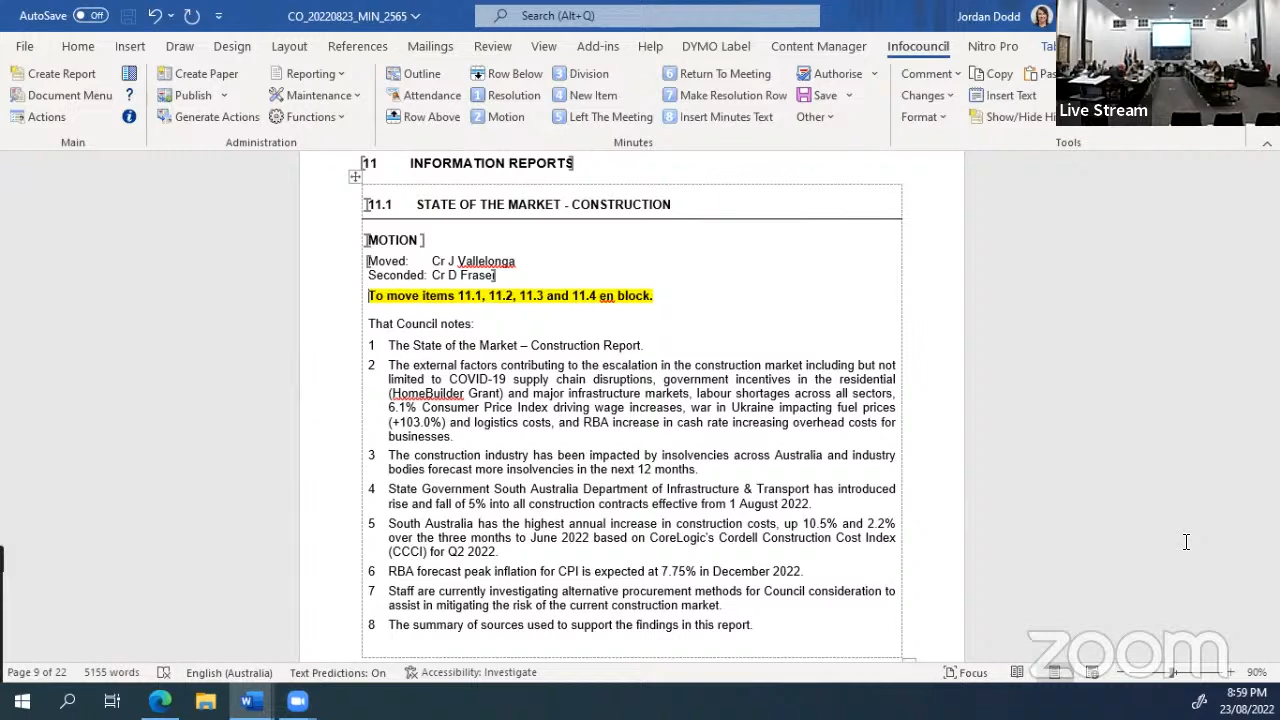 AutoSave Off CO_20220823_MIN_2565 Search (Alt+Q) Jordan Dodd
File Home Insert Draw Design Layout References Mailings Review View Add-ins Help DYMO Label Content Manager Infocouncil Nitro Pro Tab
Create Report Create Paper Reporting Outline Row Below 3 Division 6 Return To Meeting Authorise Comment Copy Pas
Document Menu ? Publish Maintenance Attendance 1 Resolution 4 New Item 7 Make Resolution Row Save Changes Insert Text
Actions Generate Actions Functions Row Above 2 Motion 5 Left The Meeting 8 Insert Minutes Text Other Format Show/Hide Hi
Main Administration Minutes Tools
Live Stream
11 INFORMATION REPORTS
11.1 STATE OF THE MARKET - CONSTRUCTION
MOTION
Moved: Cr J Vallelonga
Seconded: Cr D Fraser
To move items 11.1, 11.2, 11.3 and 11.4 en block.
That Council notes:
1 The State of the Market – Construction Report.
2 The external factors contributing to the escalation in the construction market including but not
limited to COVID-19 supply chain disruptions, government incentives in the residential
(HomeBuilder Grant) and major infrastructure markets, labour shortages across all sectors,
6.1% Consumer Price Index driving wage increases, war in Ukraine impacting fuel prices
(+103.0%) and logistics costs, and RBA increase in cash rate increasing overhead costs for
businesses.
3 The construction industry has been impacted by insolvencies across Australia and industry
bodies forecast more insolvencies in the next 12 months.
4 State Government South Australia Department of Infrastructure & Transport has introduced
rise and fall of 5% into all construction contracts effective from 1 August 2022.
5 South Australia has the highest annual increase in construction costs, up 10.5% and 2.2%
over the three months to June 2022 based on CoreLogic's Cordell Construction Cost Index
(CCCI) for Q2 2022.
6 RBA forecast peak inflation for CPI is expected at 7.75% in December 2022.
7 Staff are currently investigating alternative procurement methods for Council consideration to
assist in mitigating the risk of the current construction market.
8 The summary of sources used to support the findings in this report.
zoom
Page 9 of 22 5155 words English (Australia) Text Predictions: On Accessibility: Investigate Focus 90%
8:59 PM
23/08/2022